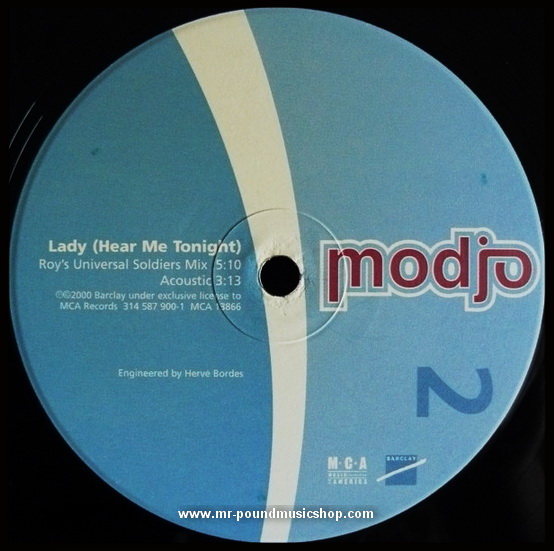 Lady (Hear Me Tonight)
Roy's Universal Soldiers Mix 5:10
Acoustic 3:13
℗©2000 Barclay under exclusive license to
MCA Records 314 587 900-1 MCA 13866
Engineered by Hervé Bordes
modjo
2
M·C·A
MUSIC
AMERICA
BARCLAY
www.mr-poundmusicshop.com